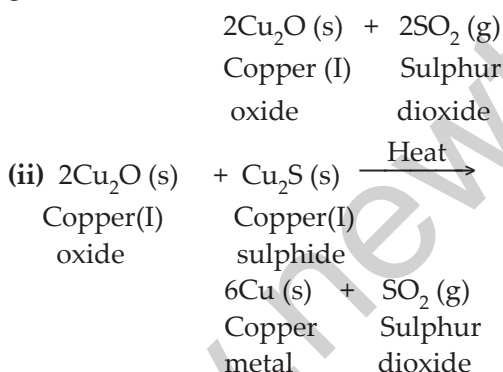 2Cu₂O (s) + 2SO₂ (g)
Copper (I) Sulphur
oxide dioxide
Heat
(ii) 2Cu₂O (s) + Cu₂S (s) ⟶
Copper(I) Copper(I)
oxide sulphide
6Cu (s) + SO₂ (g)
Copper Sulphur
metal dioxide